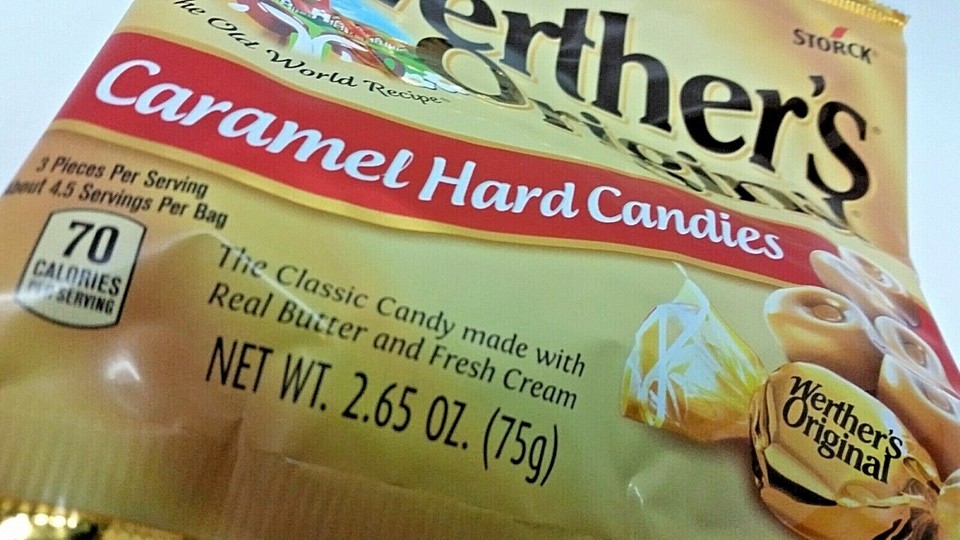 The Old World Recipe
Werther's
Original
STORCK
Caramel Hard Candies
3 Pieces Per Serving
About 4.5 Servings Per Bag
70
CALORIES
PER SERVING
The Classic Candy made with
Real Butter and Fresh Cream
NET WT. 2.65 OZ. (75g)
Werther's
Original